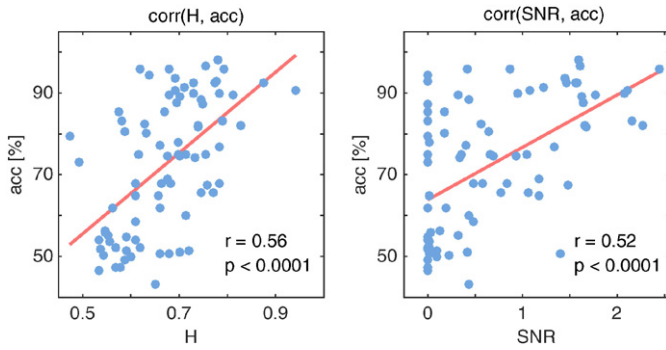 corr(H, acc)
acc [%]
90
70
50
0.5
0.7
0.9
H
r = 0.56
p < 0.0001
corr(SNR, acc)
acc [%]
90
70
50
0
1
2
SNR
r = 0.52
p < 0.0001